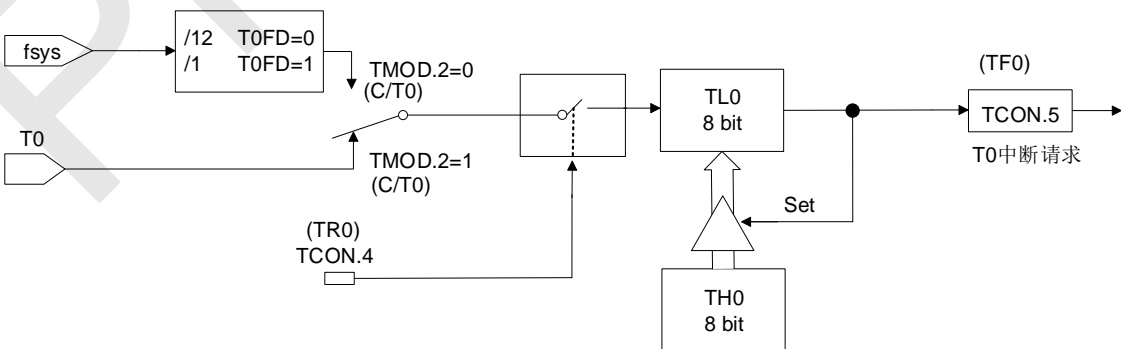 fsys
/12 T0FD=0
/1 T0FD=1
TMOD.2=0
(C/T0)
T0
TMOD.2=1
(C/T0)
(TR0)
TCON.4
TL0
8 bit
Set
TH0
8 bit
(TF0)
TCON.5
T0中断请求